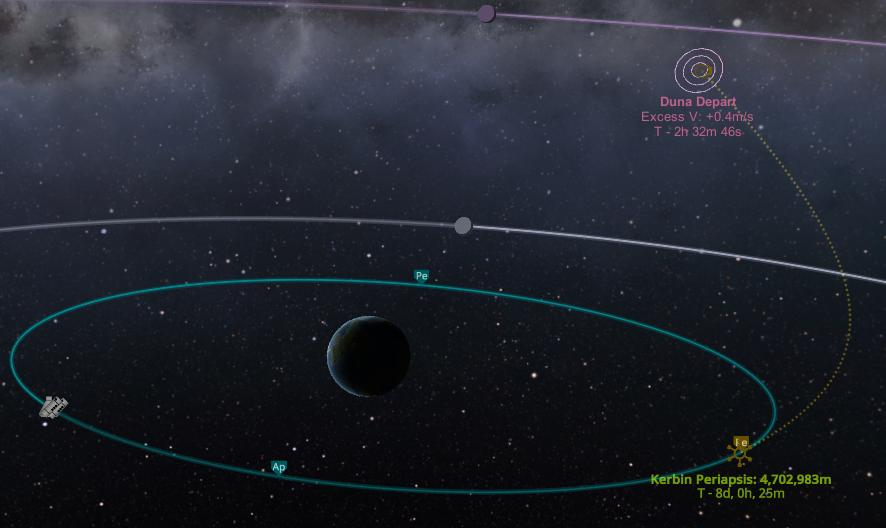 Duna Depart
Excess V: +0.4m/s
T - 2h 32m 46s
Pe
Ap
Kerbin Periapsis: 4,702,983m
T - 8d, 0h, 25m